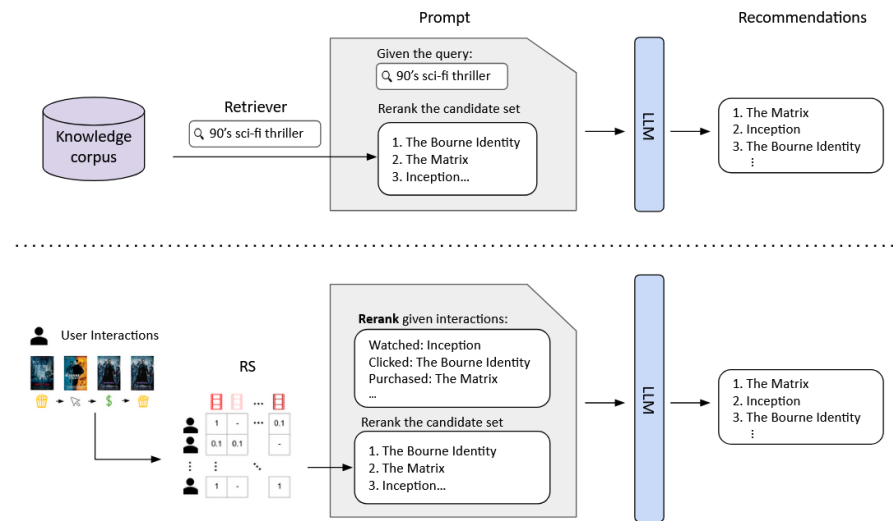 Prompt
Recommendations
Given the query:
90's sci-fi thriller
Retriever
90's sci-fi thriller
Knowledge
corpus
Rerank the candidate set
1. The Bourne Identity
2. The Matrix
3. Inception...
LLM
1. The Matrix
2. Inception
3. The Bourne Identity
⋮
User Interactions
$
RS
1 - ... 0.1
0.1 0.1 -
1 - 1
Rerank given interactions:
Watched: Inception
Clicked: The Bourne Identity
Purchased: The Matrix
...
Rerank the candidate set
1. The Bourne Identity
2. The Matrix
3. Inception...
LLM
1. The Matrix
2. Inception
3. The Bourne Identity
⋮